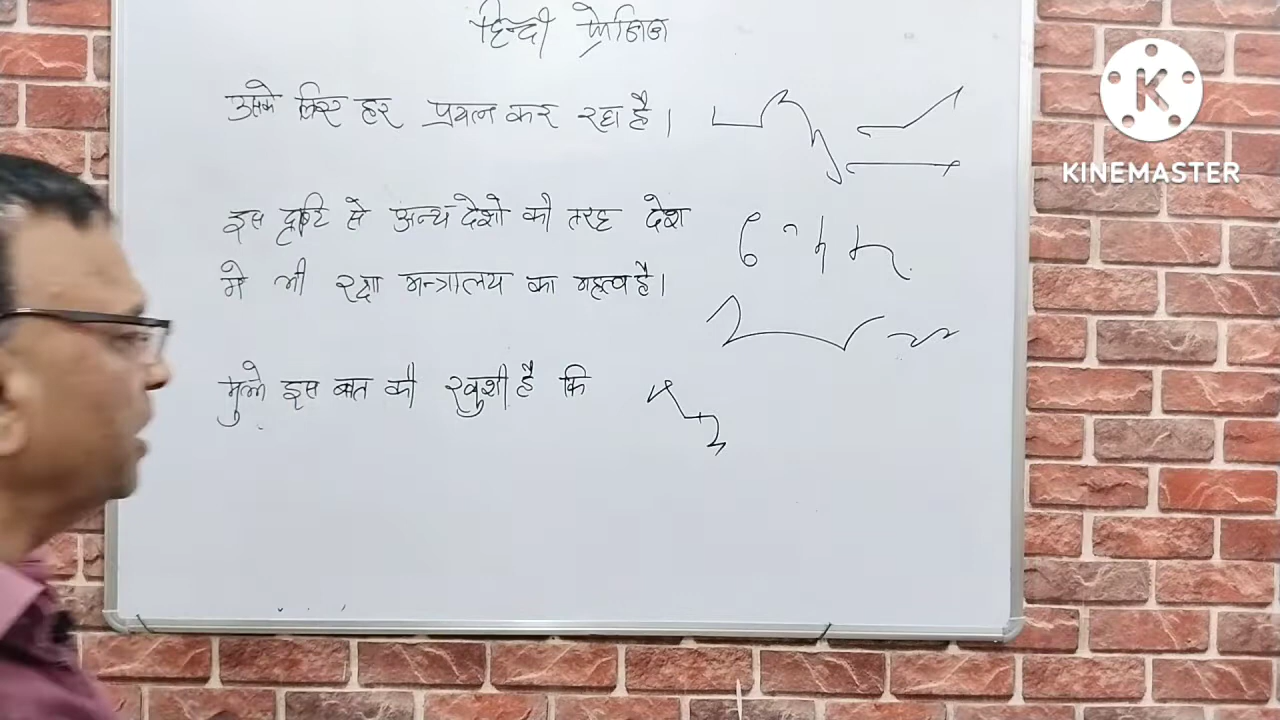 हिन्दी फ्रेजिज
उसके लिए हर प्रयत्न कर रहा है।
इस दृष्टि से अन्य देशो की तरह देश
मे भी रक्षा मन्त्रालय का महत्व है।
मुझे इस बात की खुशी है कि
K
KINEMASTER